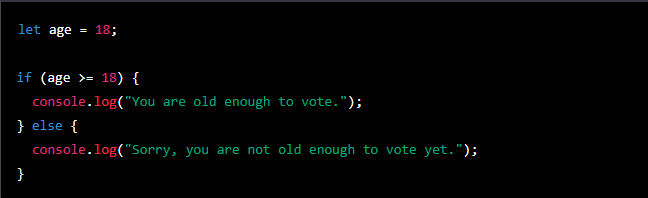 let age = 18;
if (age >= 18) {
  console.log("You are old enough to vote.");
} else {
  console.log("Sorry, you are not old enough to vote yet.");
}